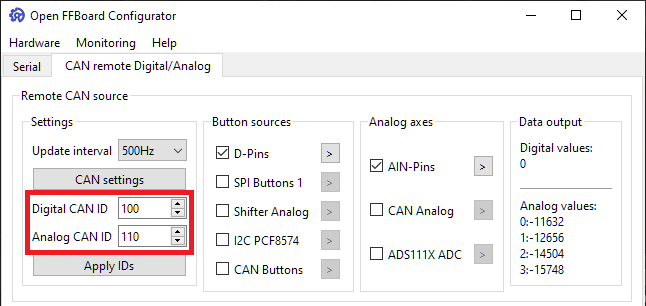 Open FFBoard Configurator
Hardware Monitoring Help
Serial CAN remote Digital/Analog
Remote CAN source
Settings
Update interval 500Hz
CAN settings
Digital CAN ID 100
Analog CAN ID 110
Apply IDs
Button sources
D-Pins >
SPI Buttons 1 >
Shifter Analog >
I2C PCF8574 >
CAN Buttons >
Analog axes
AIN-Pins >
CAN Analog >
ADS111X ADC >
Data output
Digital values:
0
Analog values:
0:-11632
1:-12656
2:-14504
3:-15748